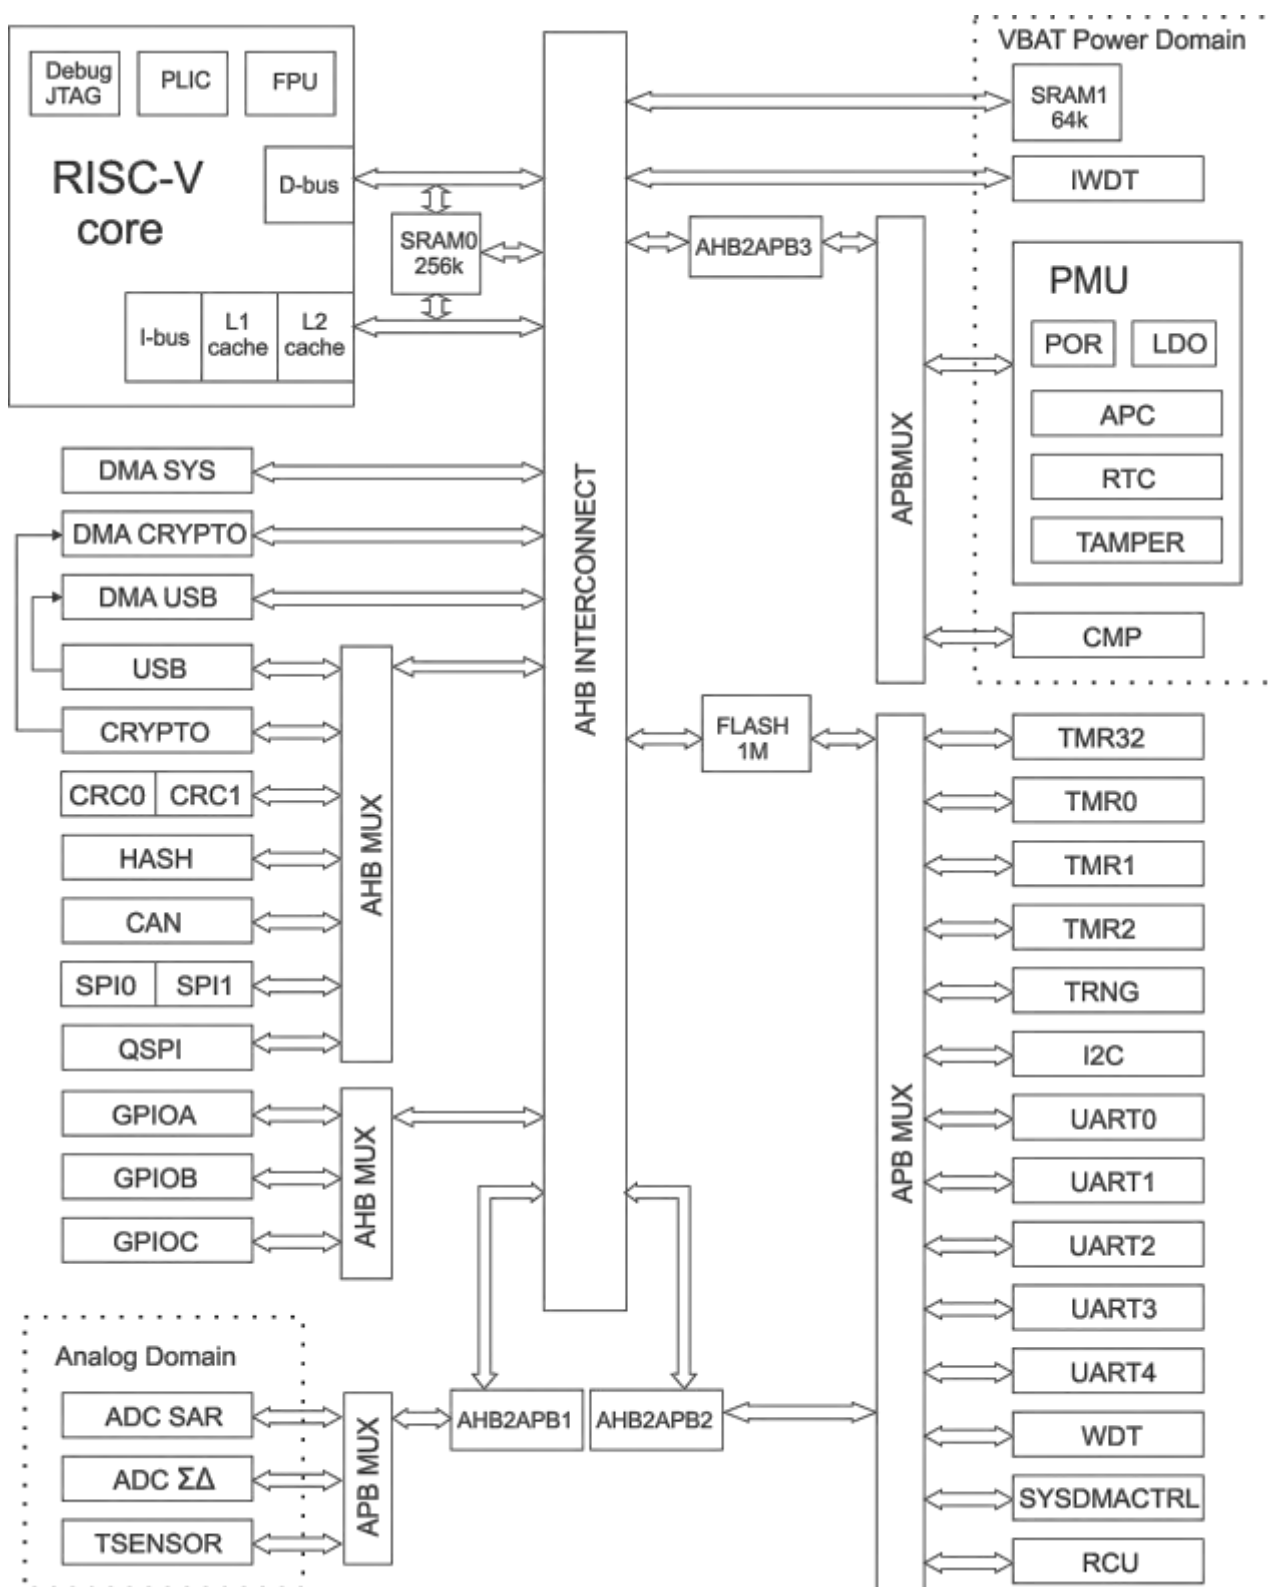 Debug
JTAG
PLIC
FPU
RISC-V
core
D-bus
SRAM0
256k
I-bus
L1
cache
L2
cache
DMA SYS
DMA CRYPTO
DMA USB
USB
CRYPTO
CRC0
CRC1
HASH
CAN
SPI0
SPI1
QSPI
AHB MUX
GPIOA
GPIOB
GPIOC
AHB MUX
Analog Domain
ADC SAR
ADC ΣΔ
TSENSOR
APB MUX
AHB2APB1
AHB2APB2
AHB INTERCONNECT
VBAT Power Domain
SRAM1
64k
IWDT
AHB2APB3
APBMUX
PMU
POR
LDO
APC
RTC
TAMPER
CMP
FLASH
1M
APB MUX
TMR32
TMR0
TMR1
TMR2
TRNG
I2C
UART0
UART1
UART2
UART3
UART4
WDT
SYSDMACTRL
RCU